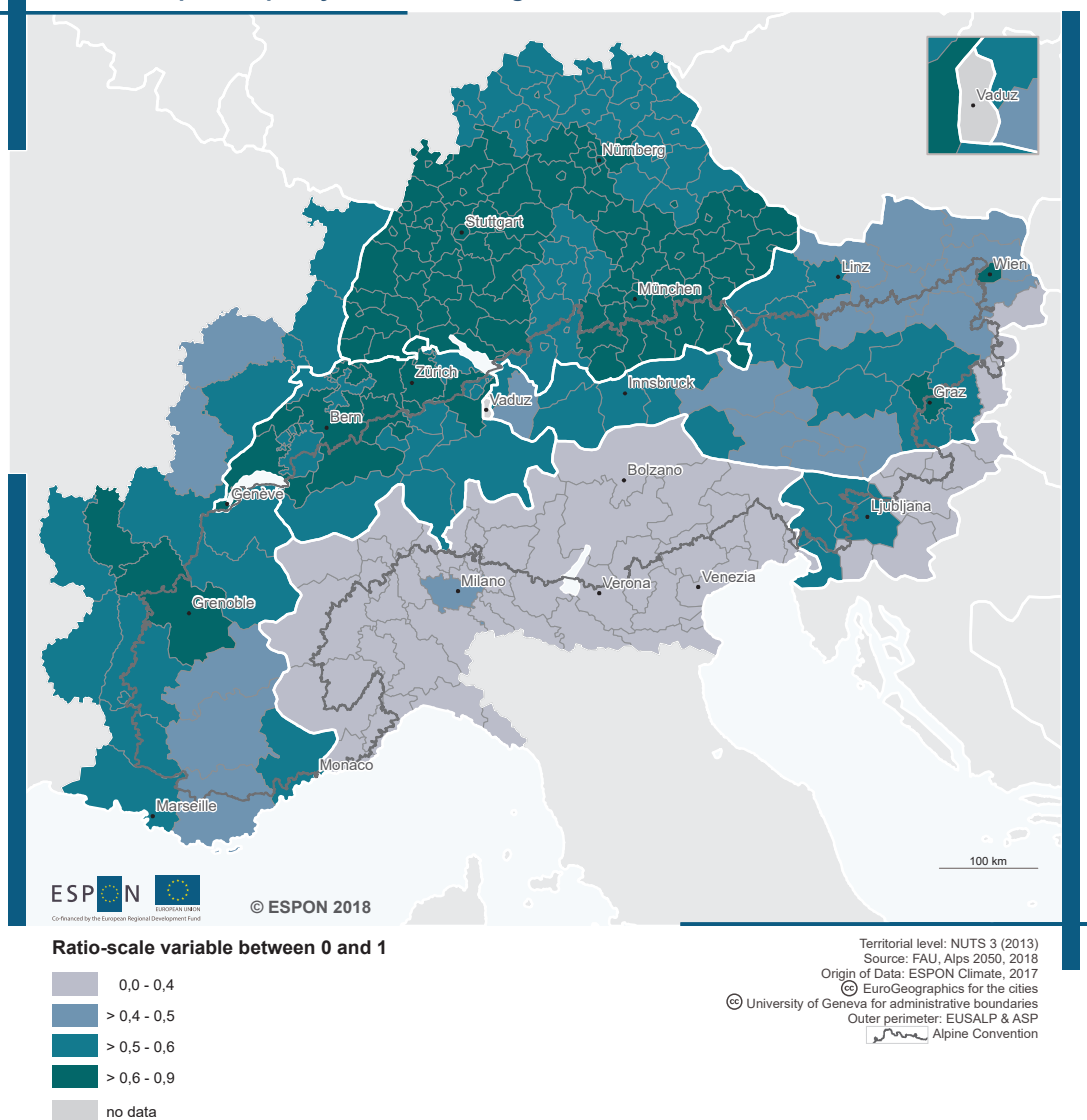 Vaduz
Nürnberg
Stuttgart
Linz
Wien
München
Zürich
Innsbruck
Vaduz
Graz
Bern
Bolzano
Genève
Ljubljana
Milano
Verona
Venezia
Grenoble
Monaco
Marseille
100 km
ESPON
EUROPEAN UNION
Co-financed by the European Regional Development Fund
© ESPON 2018
Ratio-scale variable between 0 and 1
0,0 - 0,4
> 0,4 - 0,5
> 0,5 - 0,6
> 0,6 - 0,9
no data
Territorial level: NUTS 3 (2013)
Source: FAU, Alps 2050, 2018
Origin of Data: ESPON Climate, 2017
cc EuroGeographics for the cities
cc University of Geneva for administrative boundaries
Outer perimeter: EUSALP & ASP
Alpine Convention